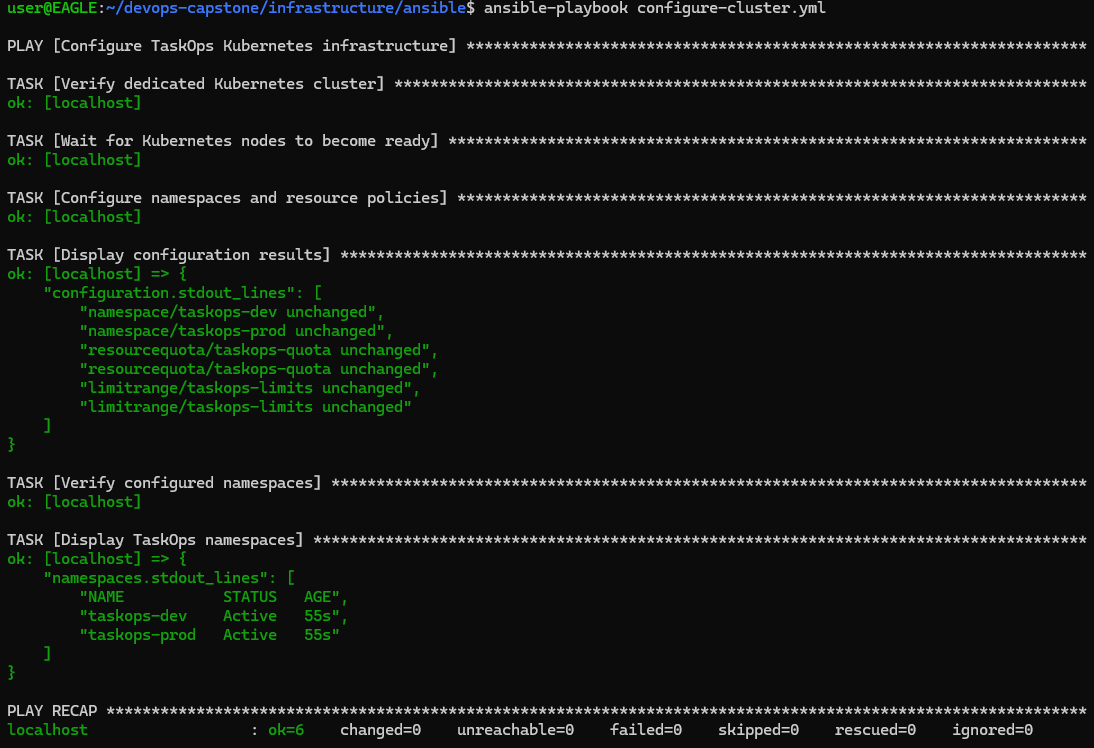 user@EAGLE:~/devops-capstone/infrastructure/ansible$ ansible-playbook configure-cluster.yml
PLAY [Configure TaskOps Kubernetes infrastructure] *********************************************************************
TASK [Verify dedicated Kubernetes cluster] *****************************************************************************
ok: [localhost]
TASK [Wait for Kubernetes nodes to become ready] ***********************************************************************
ok: [localhost]
TASK [Configure namespaces and resource policies] **********************************************************************
ok: [localhost]
TASK [Display configuration results] ***********************************************************************************
ok: [localhost] => {
    "configuration.stdout_lines": [
        "namespace/taskops-dev unchanged",
        "namespace/taskops-prod unchanged",
        "resourcequota/taskops-quota unchanged",
        "resourcequota/taskops-quota unchanged",
        "limitrange/taskops-limits unchanged",
        "limitrange/taskops-limits unchanged"
    ]
}
TASK [Verify configured namespaces] ************************************************************************************
ok: [localhost]
TASK [Display TaskOps namespaces] **************************************************************************************
ok: [localhost] => {
    "namespaces.stdout_lines": [
        "NAME           STATUS   AGE",
        "taskops-dev    Active   55s",
        "taskops-prod   Active   55s"
    ]
}
PLAY RECAP *************************************************************************************************************
localhost                  : ok=6    changed=0    unreachable=0    failed=0    skipped=0    rescued=0    ignored=0